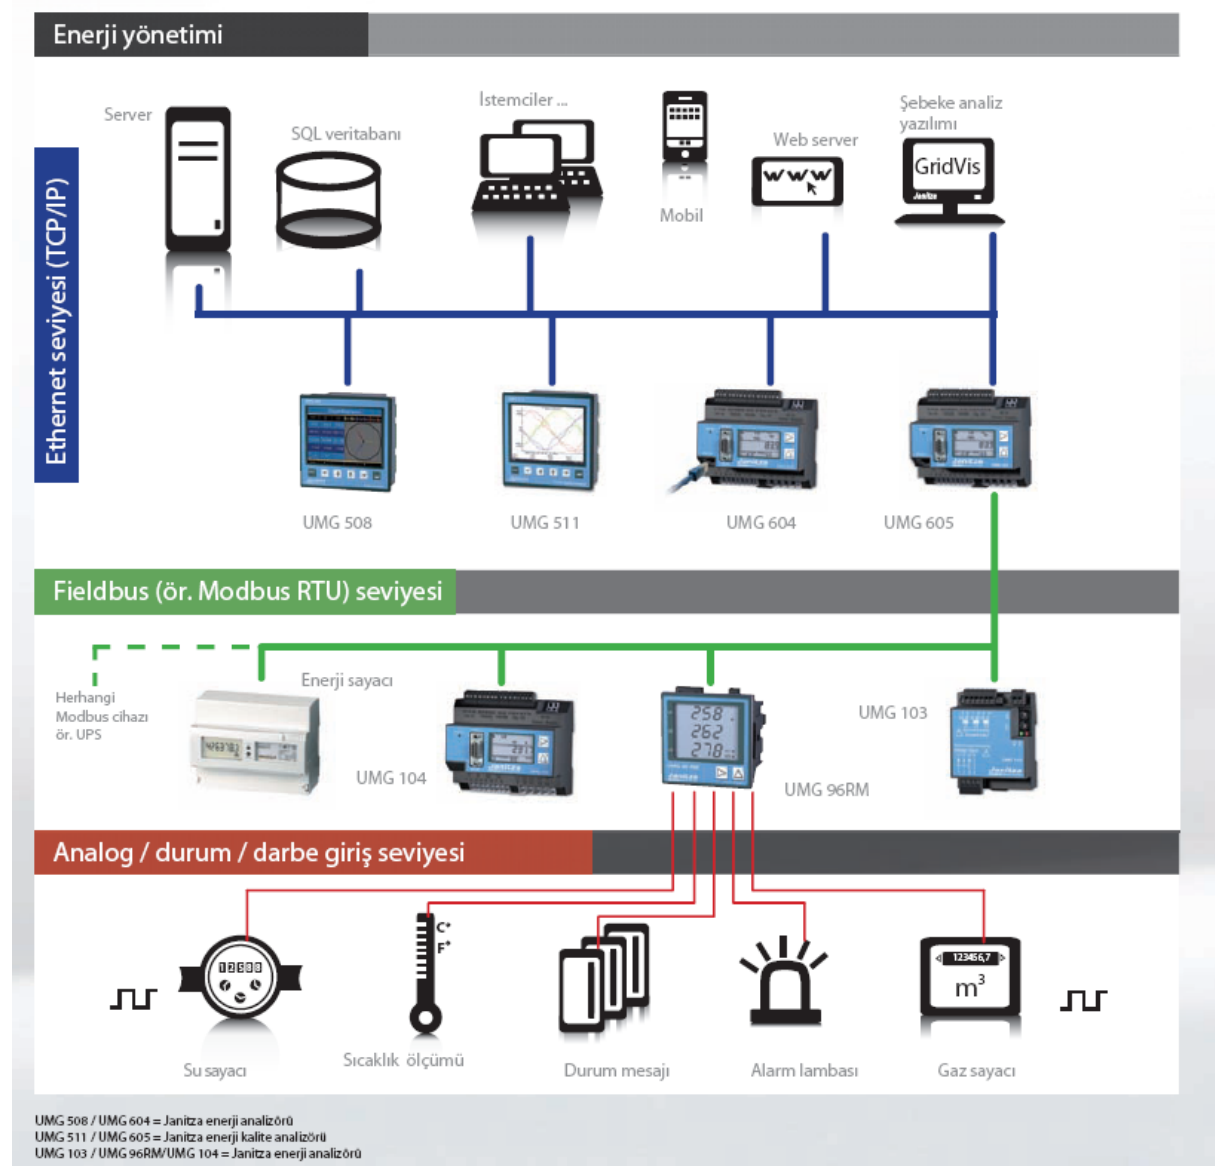 Enerji yönetimi
Server
SQL veritabanı
İstemciler ...
Mobil
Web server
www
Şebeke analiz
yazılımı
GridVis
Janitza
Ethernet seviyesi (TCP/IP)
UMG 508
UMG 511
UMG 604
UMG 605
Fieldbus (ör. Modbus RTU) seviyesi
Herhangi
Modbus cihazı
ör. UPS
Enerji sayacı
UMG 104
258
262
278
Janitza
UMG 96RM
UMG 103
Analog / durum / darbe giriş seviyesi
12500
Su sayacı
C°
F°
Sıcaklık ölçümü
Durum mesajı
Alarm lambası
123456,7
m³
Gaz sayacı
UMG 508 / UMG 604 = Janitza enerji analizörü
UMG 511 / UMG 605 = Janitza enerji kalite analizörü
UMG 103 / UMG 96RM/UMG 104 = Janitza enerji analizörü